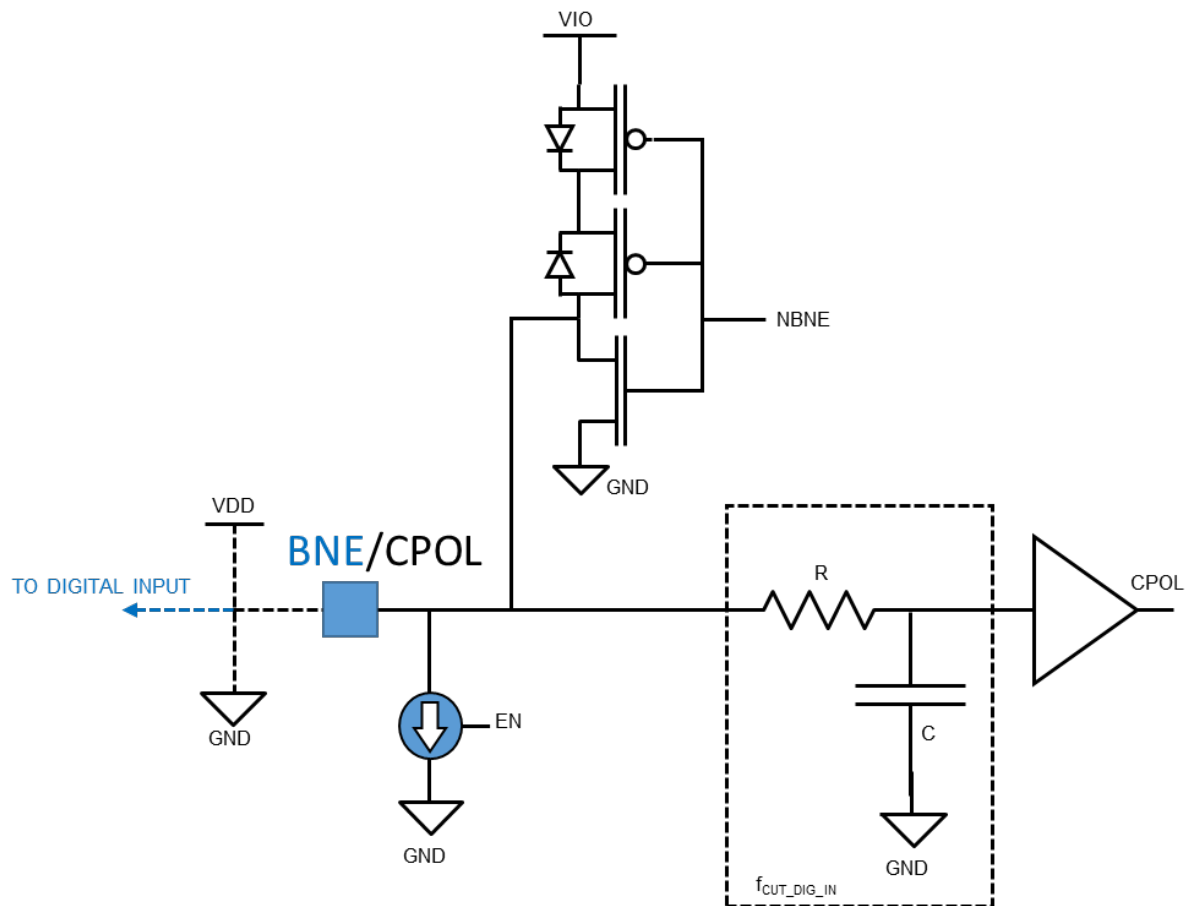 VIO
NBNE
GND
VDD
BNE/CPOL
TO DIGITAL INPUT
R
CPOL
GND
EN
C
GND
GND
fCUT_DIG_IN